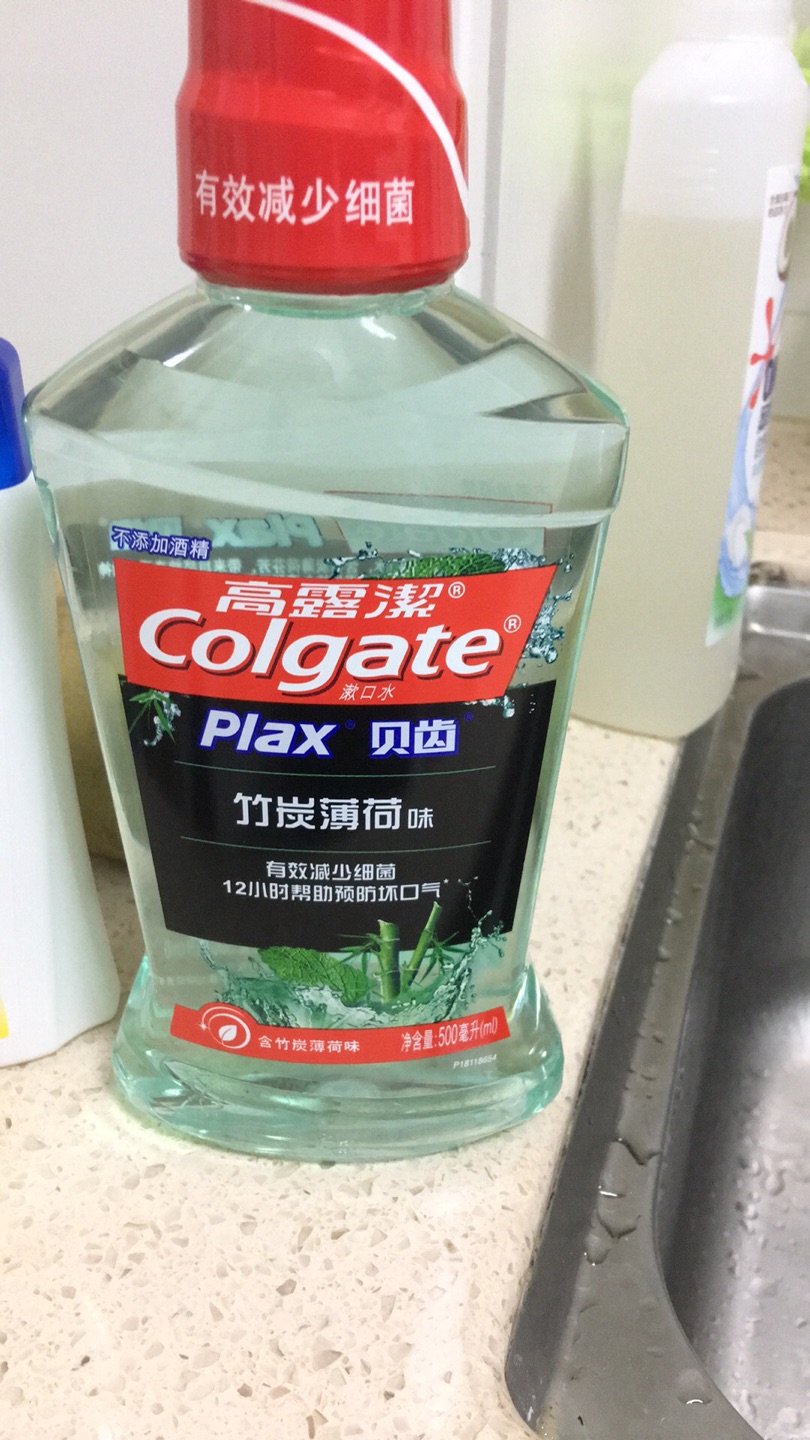 有效减少细菌
不添加酒精
高露潔®
Colgate®
漱口水
Plax 贝齿
竹炭薄荷味
有效减少细菌
12小时帮助预防坏口气*
含竹炭薄荷味
净含量:500毫升(ml)
P18118654